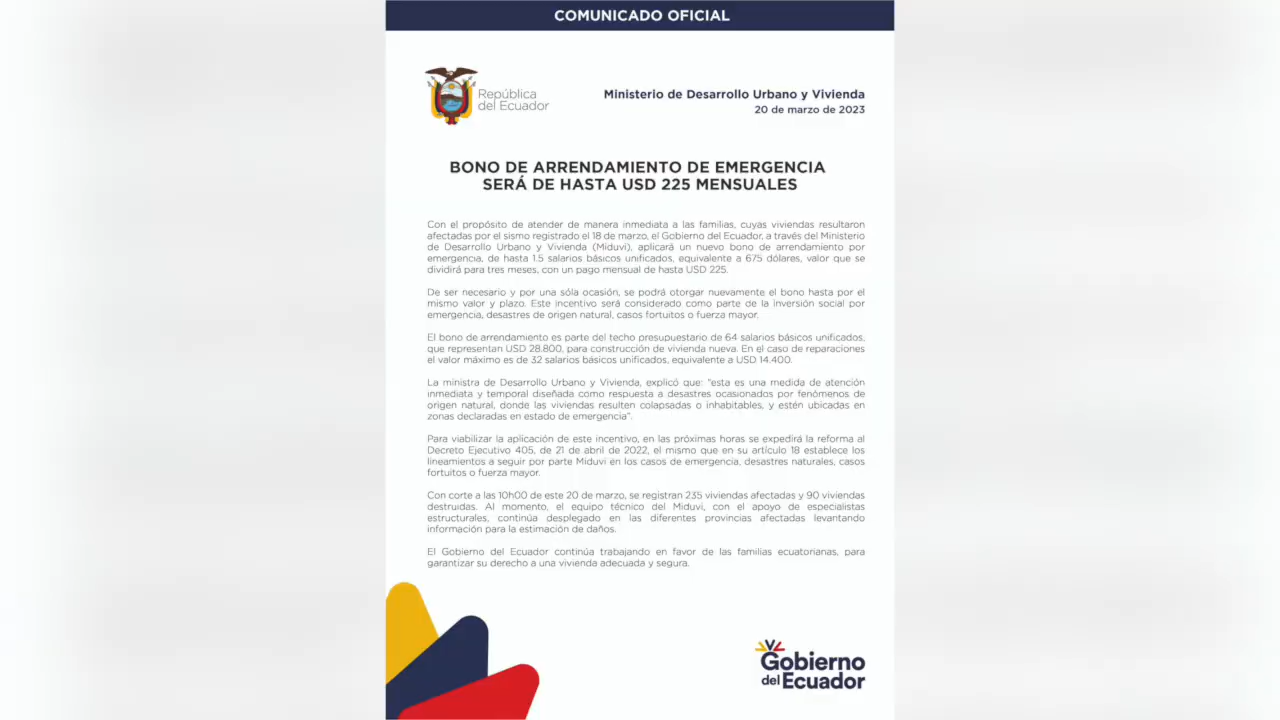 COMUNICADO OFICIAL
República
del Ecuador
Ministerio de Desarrollo Urbano y Vivienda
20 de marzo de 2023
BONO DE ARRENDAMIENTO DE EMERGENCIA
SERÁ DE HASTA USD 225 MENSUALES
Con el propósito de atender de manera inmediata a las familias, cuyas viviendas resultaron
afectadas por el sismo registrado el 18 de marzo, el Gobierno del Ecuador, a través del Ministerio
de Desarrollo Urbano y Vivienda (Miduvi), aplicará un nuevo bono de arrendamiento por
emergencia, de hasta 1.5 salarios básicos unificados, equivalente a 675 dólares, valor que se
dividirá para tres meses, con un pago mensual de hasta USD 225.
De ser necesario y por una sóla ocasión, se podrá otorgar nuevamente el bono hasta por el
mismo valor y plazo. Este incentivo será considerado como parte de la inversión social por
emergencia, desastres de origen natural, casos fortuitos o fuerza mayor.
El bono de arrendamiento es parte del techo presupuestario de 64 salarios básicos unificados,
que representan USD 28.800, para construcción de vivienda nueva. En el caso de reparaciones
el valor máximo es de 32 salarios básicos unificados, equivalente a USD 14.400.
La ministra de Desarrollo Urbano y Vivienda, explicó que: "esta es una medida de atención
inmediata y temporal diseñada como respuesta a desastres ocasionados por fenómenos de
origen natural, donde las viviendas resulten colapsadas o inhabitables, y estén ubicadas en
zonas declaradas en estado de emergencia".
Para viabilizar la aplicación de este incentivo, en las próximas horas se expedirá la reforma al
Decreto Ejecutivo 405, de 21 de abril de 2022, el mismo que en su artículo 18 establece los
lineamientos a seguir por parte Miduvi en los casos de emergencia, desastres naturales, casos
fortuitos o fuerza mayor.
Con corte a las 10h00 de este 20 de marzo, se registran 235 viviendas afectadas y 90 viviendas
destruidas. Al momento, el equipo técnico del Miduvi, con el apoyo de especialistas
estructurales, continúa desplegado en las diferentes provincias afectadas levantando
información para la estimación de daños.
El Gobierno del Ecuador continúa trabajando en favor de las familias ecuatorianas, para
garantizar su derecho a una vivienda adecuada y segura.
Gobierno
del Ecuador